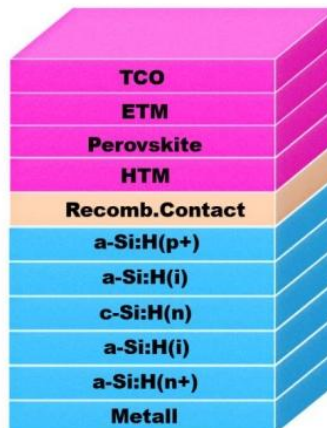 TCO
ETM
Perovskite
HTM
Recomb.Contact
a-Si:H(p+)
a-Si:H(i)
c-Si:H(n)
a-Si:H(i)
a-Si:H(n+)
Metall